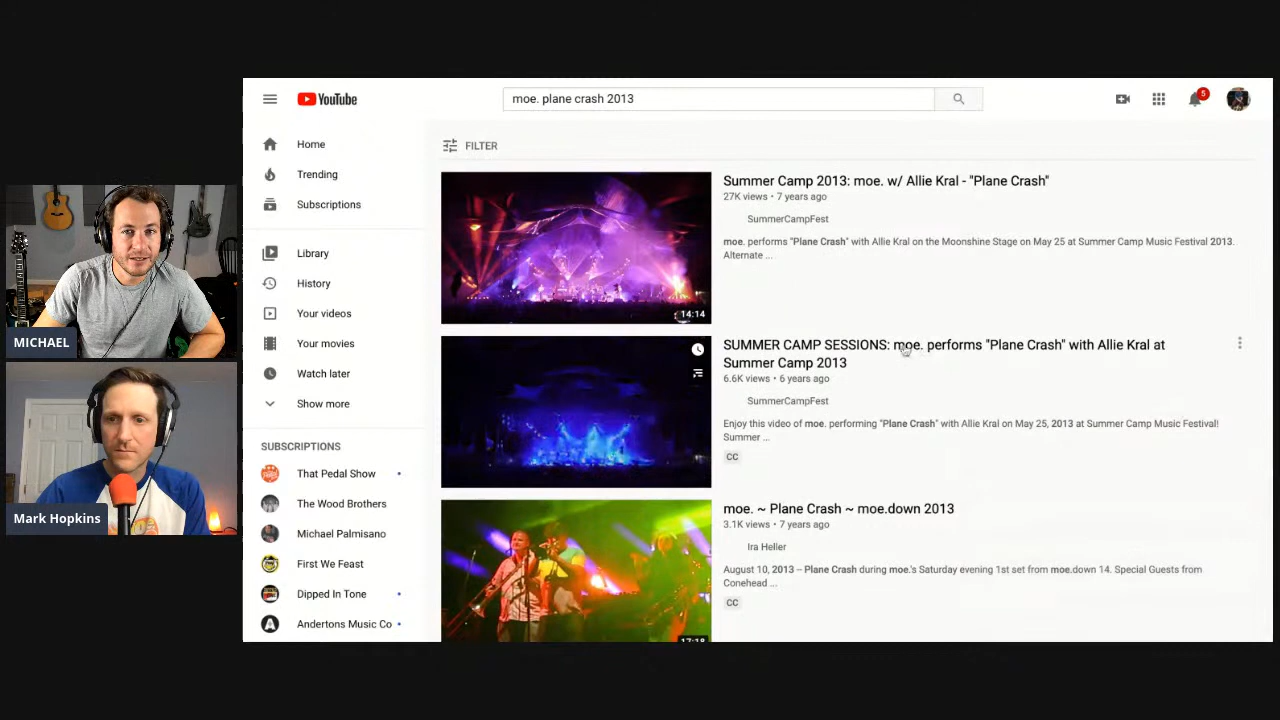 YouTube
moe. plane crash 2013
5
Home
Trending
Subscriptions
Library
History
Your videos
Your movies
Watch later
Show more
SUBSCRIPTIONS
That Pedal Show
The Wood Brothers
Michael Palmisano
First We Feast
Dipped In Tone
Andertons Music Co
FILTER
14:14
Summer Camp 2013: moe. w/ Allie Kral - "Plane Crash"
27K views • 7 years ago
SummerCampFest
moe. performs "Plane Crash" with Allie Kral on the Moonshine Stage on May 25 at Summer Camp Music Festival 2013.
Alternate ...
SUMMER CAMP SESSIONS: moe. performs "Plane Crash" with Allie Kral at
Summer Camp 2013
6.6K views • 6 years ago
SummerCampFest
Enjoy this video of moe. performing "Plane Crash" with Allie Kral on May 25, 2013 at Summer Camp Music Festival!
Summer ...
CC
17:18
moe. ~ Plane Crash ~ moe.down 2013
3.1K views • 7 years ago
Ira Heller
August 10, 2013 -- Plane Crash during moe.'s Saturday evening 1st set from moe.down 14. Special Guests from
Conehead ...
CC
MICHAEL
Mark Hopkins